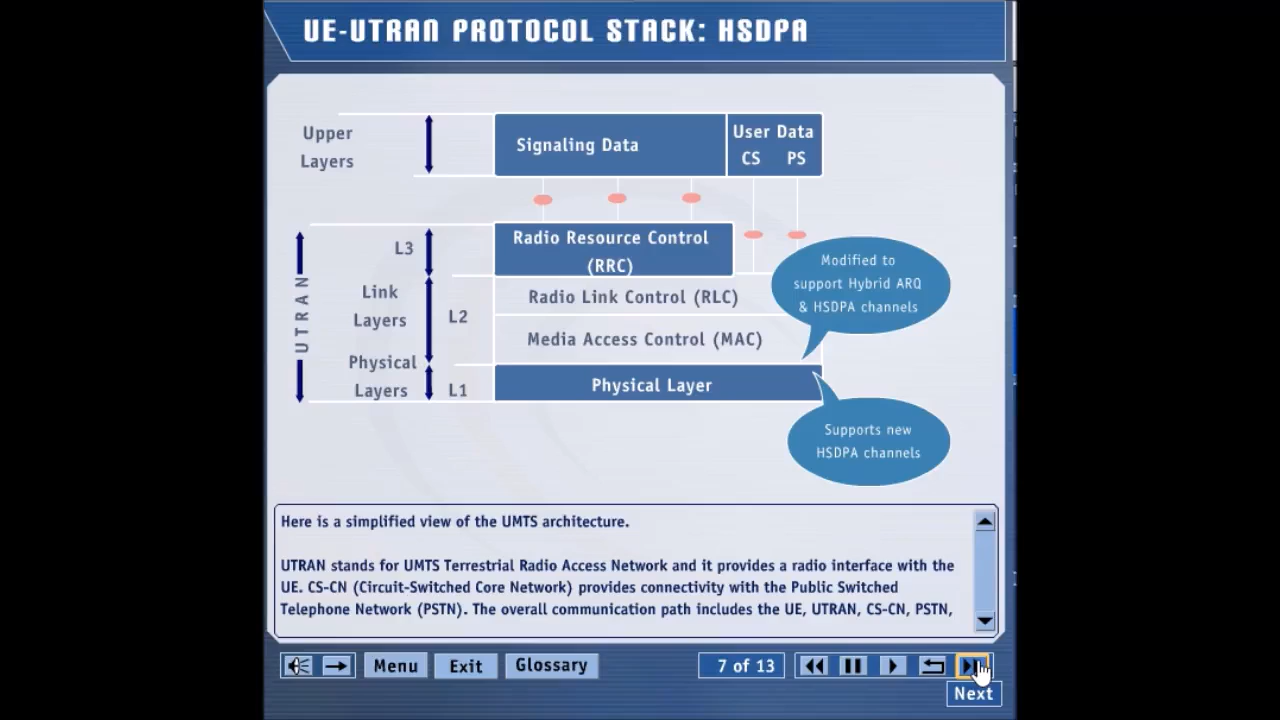 UE-UTRAN PROTOCOL STACK: HSDPA
Upper
Layers
Signaling Data
User Data
CS PS
UTRAN
L3
Radio Resource Control
(RRC)
Modified to
support Hybrid ARQ
& HSDPA channels
Link
Layers
L2
Radio Link Control (RLC)
Media Access Control (MAC)
Physical
Layers
L1
Physical Layer
Supports new
HSDPA channels
Here is a simplified view of the UMTS architecture.
UTRAN stands for UMTS Terrestrial Radio Access Network and it provides a radio interface with the
UE. CS-CN (Circuit-Switched Core Network) provides connectivity with the Public Switched
Telephone Network (PSTN). The overall communication path includes the UE, UTRAN, CS-CN, PSTN,
Menu Exit Glossary 7 of 13
Next